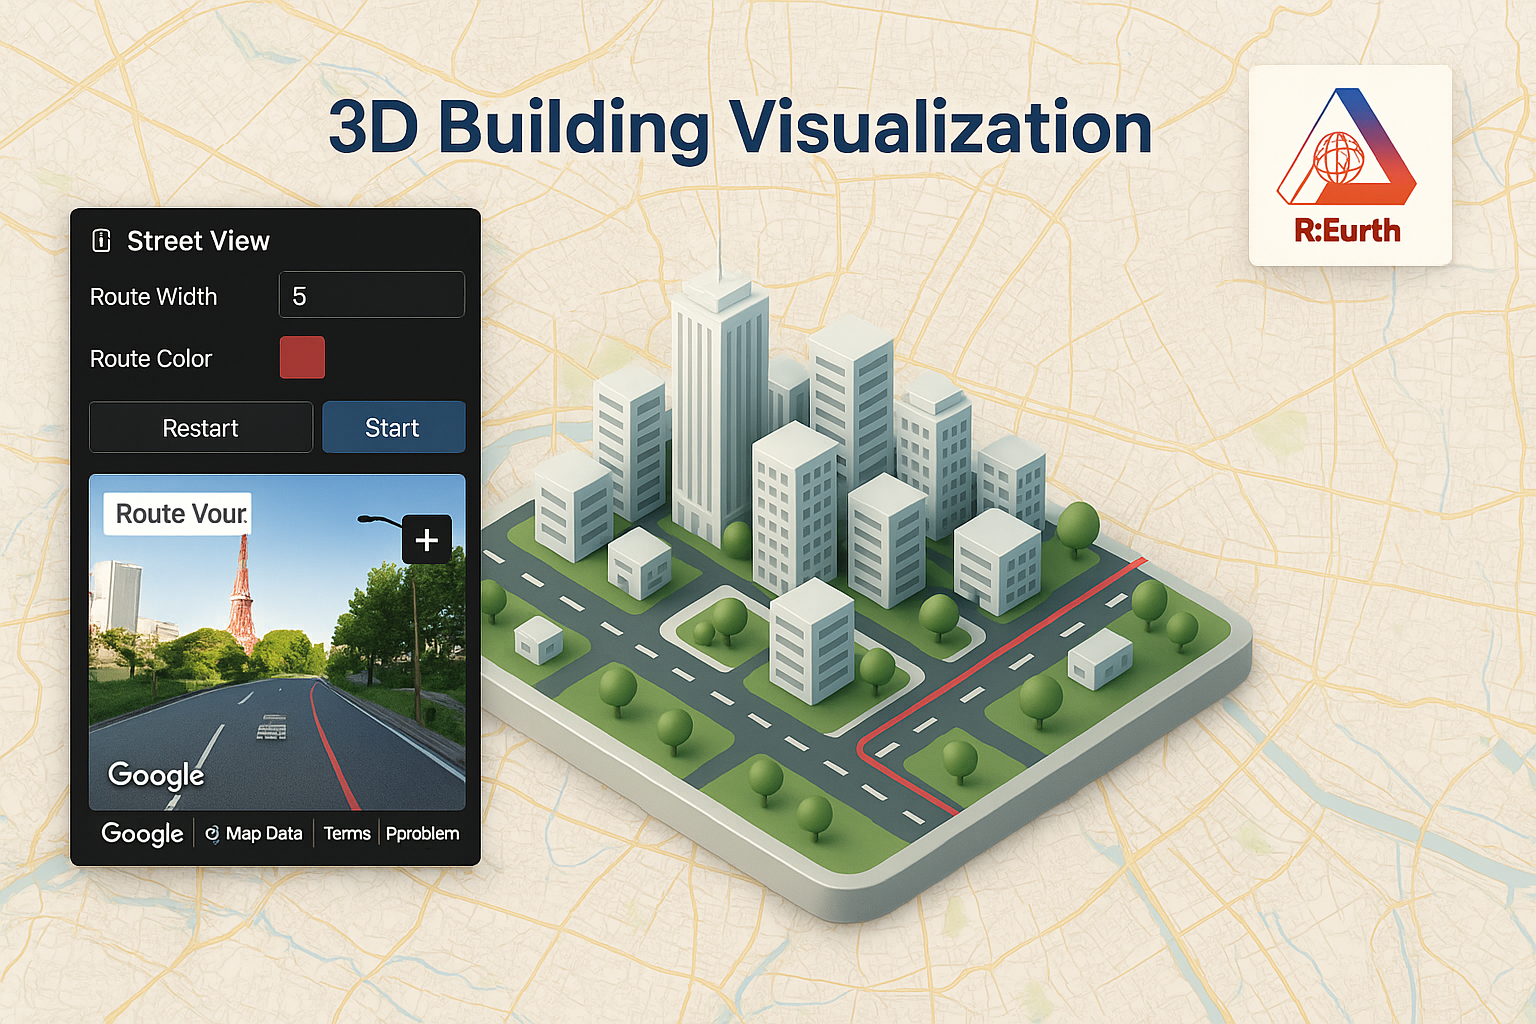 3D Building Visualization
R:Eurth
Street View
Route Width
5
Route Color
Restart
Start
Route Vour.
+
Google
Google
Map Data
Terms
Pproblem